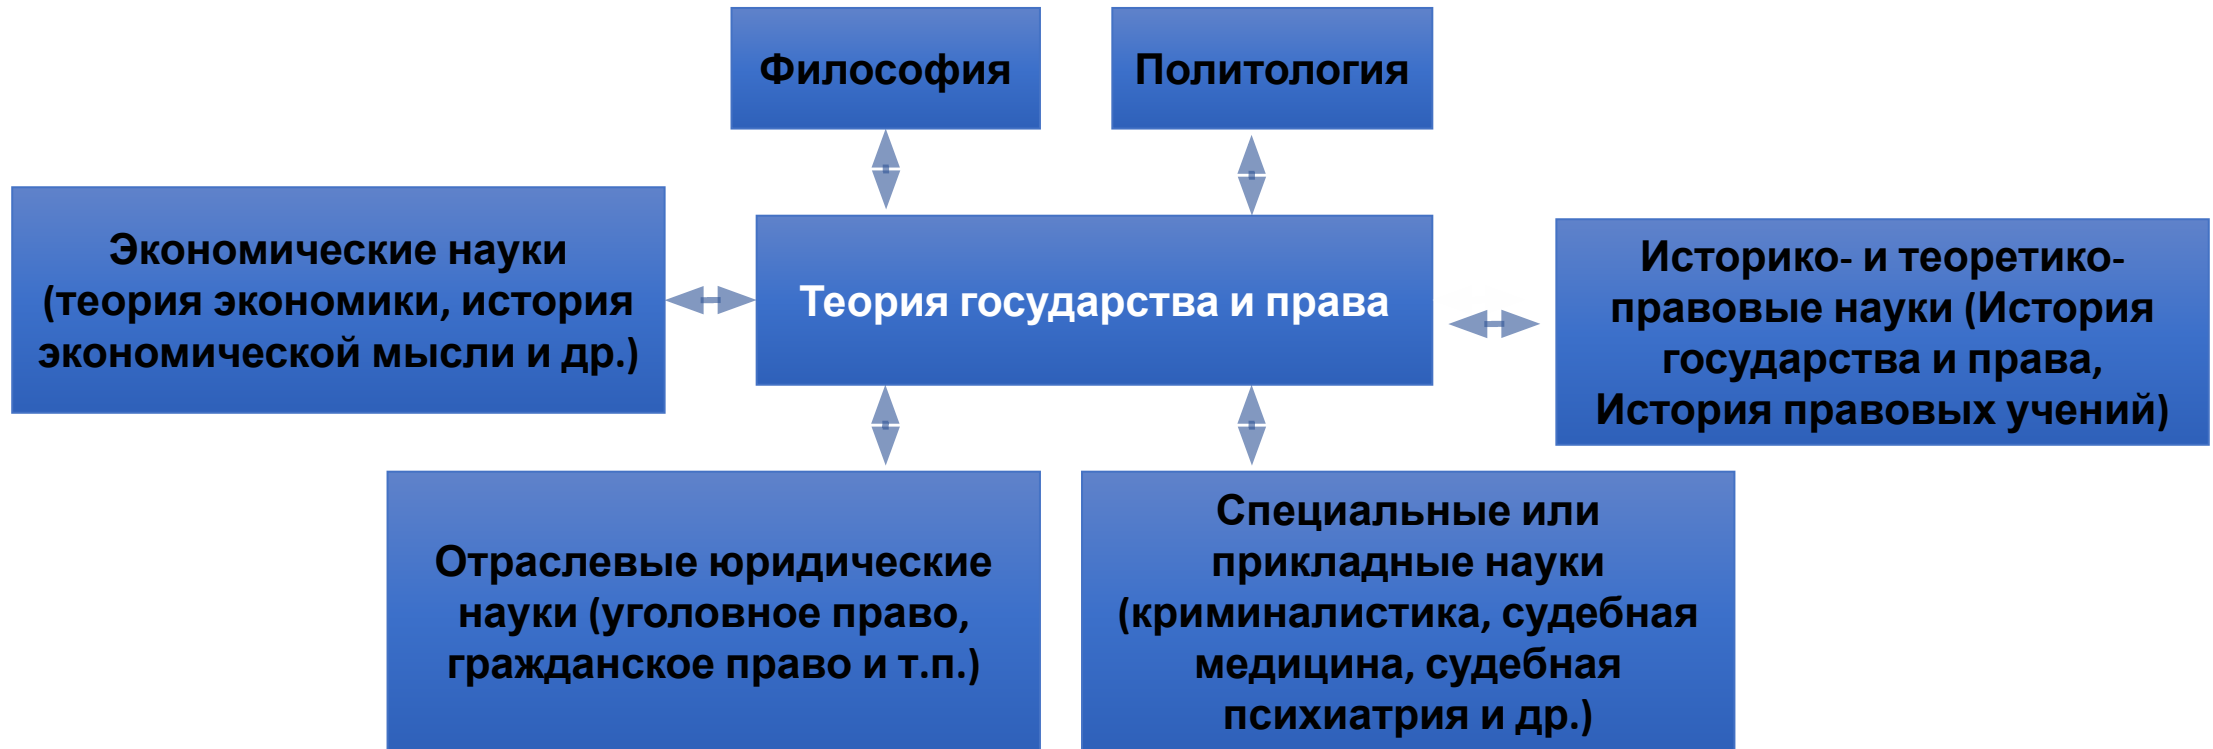 Философия
Политология
Экономические науки
(теория экономики, история
экономической мысли и др.)
Теория государства и права
Историко- и теоретико-
правовые науки (История
государства и права,
История правовых учений)
Отраслевые юридические
науки (уголовное право,
гражданское право и т.п.)
Специальные или
прикладные науки
(криминалистика, судебная
медицина, судебная
психиатрия и др.)